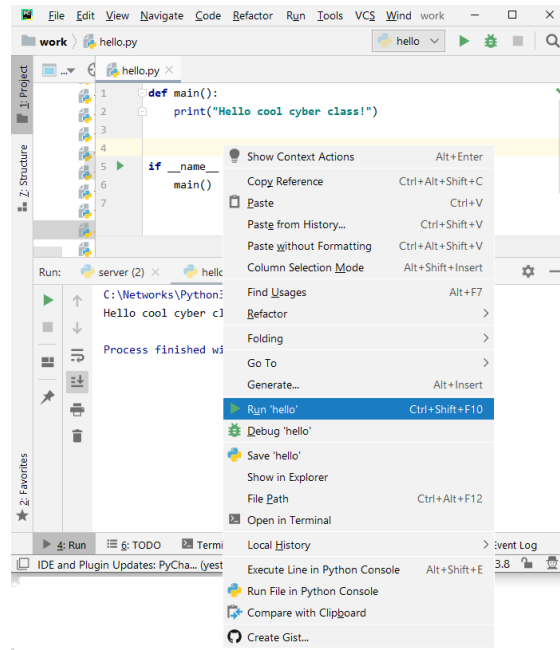 File Edit View Navigate Code Refactor Run Tools VCS Wind work
work hello.py hello
1: Project
hello.py
1 def main():
2 print("Hello cool cyber class!")
3
4
5 if __name__
6 main()
7
Z: Structure
Show Context Actions Alt+Enter
Copy Reference Ctrl+Alt+Shift+C
Paste Ctrl+V
Paste from History... Ctrl+Shift+V
Paste without Formatting Ctrl+Alt+Shift+V
Column Selection Mode Alt+Shift+Insert
Find Usages Alt+F7
Refactor
Folding
Go To
Generate... Alt+Insert
Run 'hello' Ctrl+Shift+F10
Debug 'hello'
Save 'hello'
Show in Explorer
File Path Ctrl+Alt+F12
Open in Terminal
Local History
Execute Line in Python Console Alt+Shift+E
Run File in Python Console
Compare with Clipboard
Create Gist...
Run: server (2) hello
C:\Networks\Python3
Hello cool cyber cl
Process finished wi
2: Favorites
4: Run 6: TODO Termi Event Log
IDE and Plugin Updates: PyCha... (yest 3.8